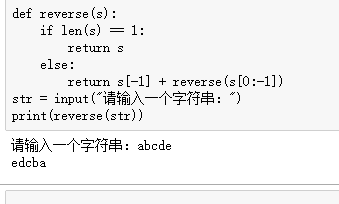 def reverse(s):
    if len(s) == 1:
        return s
    else:
        return s[-1] + reverse(s[0:-1])
str = input("请输入一个字符串：")
print(reverse(str))
请输入一个字符串：abcde
edcba